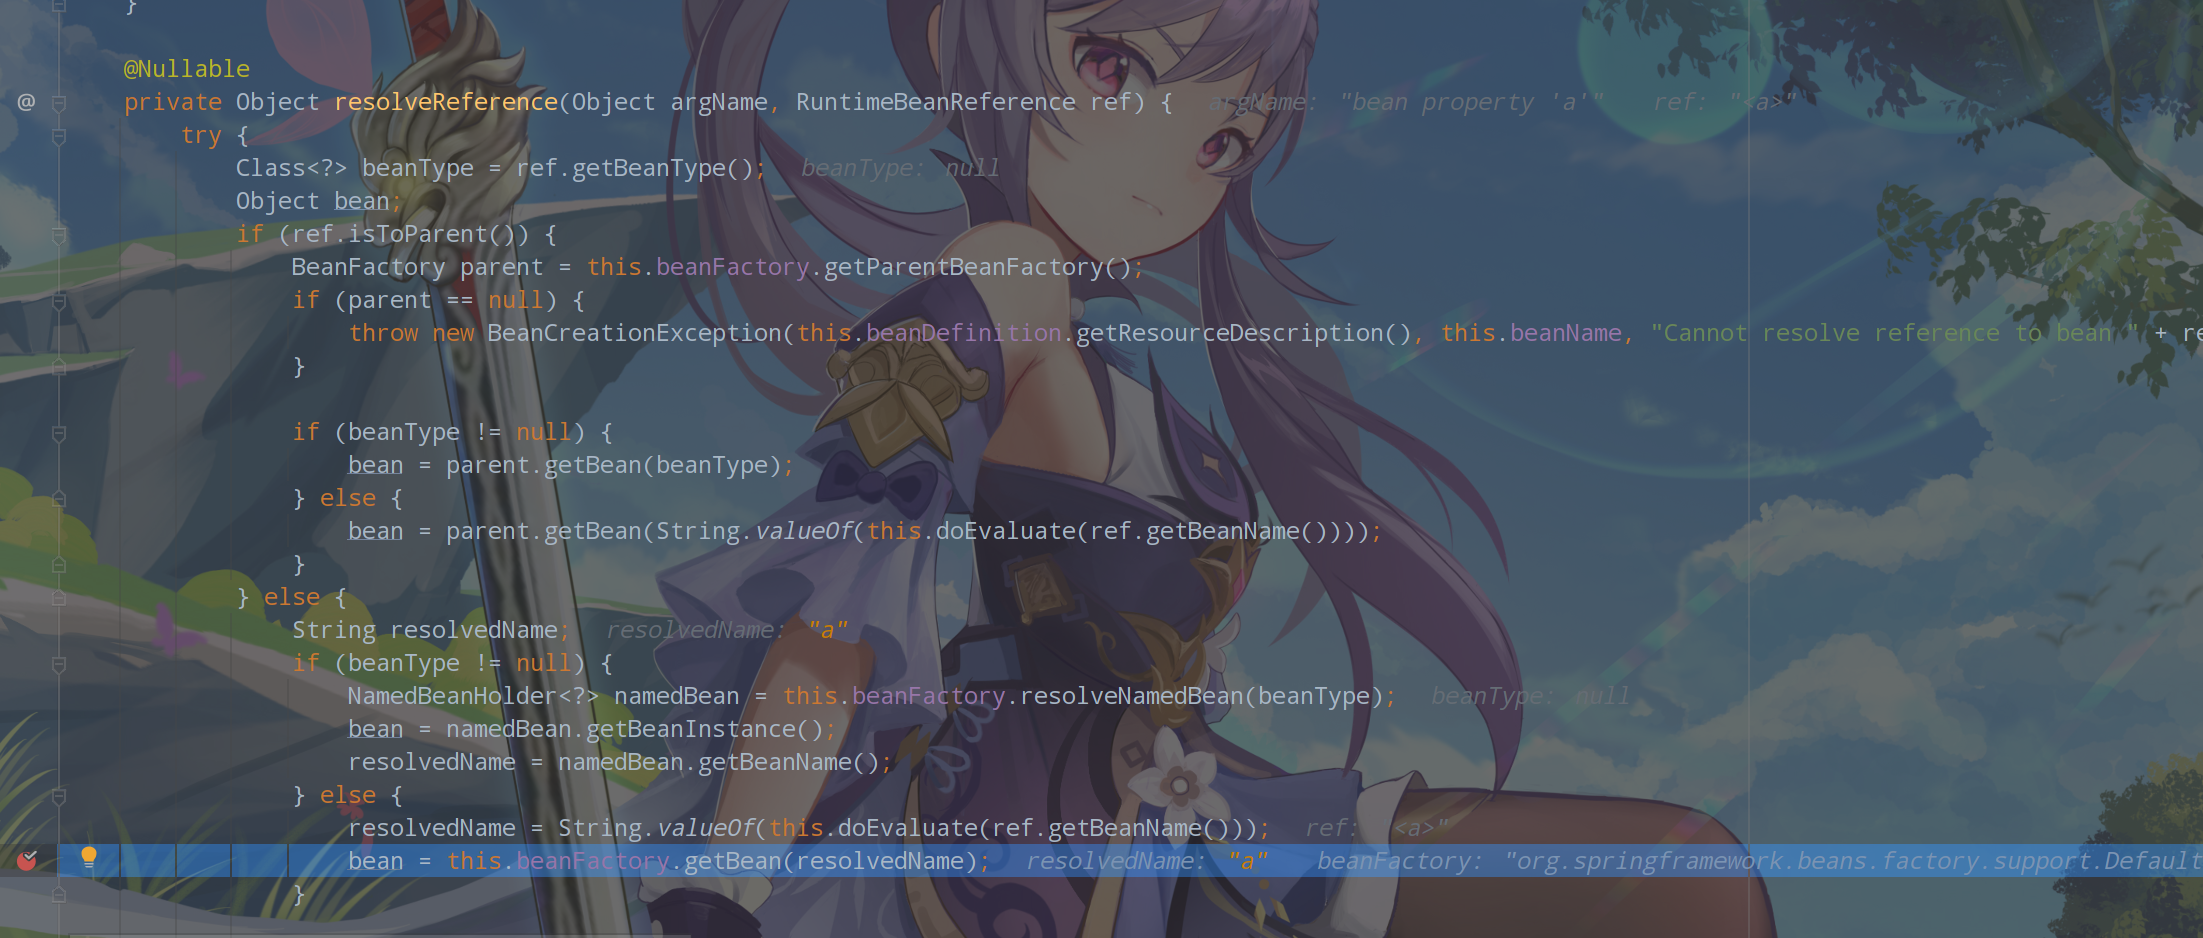 }
@Nullable
@ private Object resolveReference(Object argName, RuntimeBeanReference ref) { argName: "bean property 'a'" ref: "<a>"
try {
Class<?> beanType = ref.getBeanType(); beanType: null
Object bean;
if (ref.isToParent()) {
BeanFactory parent = this.beanFactory.getParentBeanFactory();
if (parent == null) {
throw new BeanCreationException(this.beanDefinition.getResourceDescription(), this.beanName, "Cannot resolve reference to bean " + re
}
if (beanType != null) {
bean = parent.getBean(beanType);
} else {
bean = parent.getBean(String.valueOf(this.doEvaluate(ref.getBeanName())));
}
} else {
String resolvedName; resolvedName: "a"
if (beanType != null) {
NamedBeanHolder<?> namedBean = this.beanFactory.resolveNamedBean(beanType); beanType: null
bean = namedBean.getBeanInstance();
resolvedName = namedBean.getBeanName();
} else {
resolvedName = String.valueOf(this.doEvaluate(ref.getBeanName())); ref: "<a>"
bean = this.beanFactory.getBean(resolvedName); resolvedName: "a" beanFactory: "org.springframework.beans.factory.support.Default
}